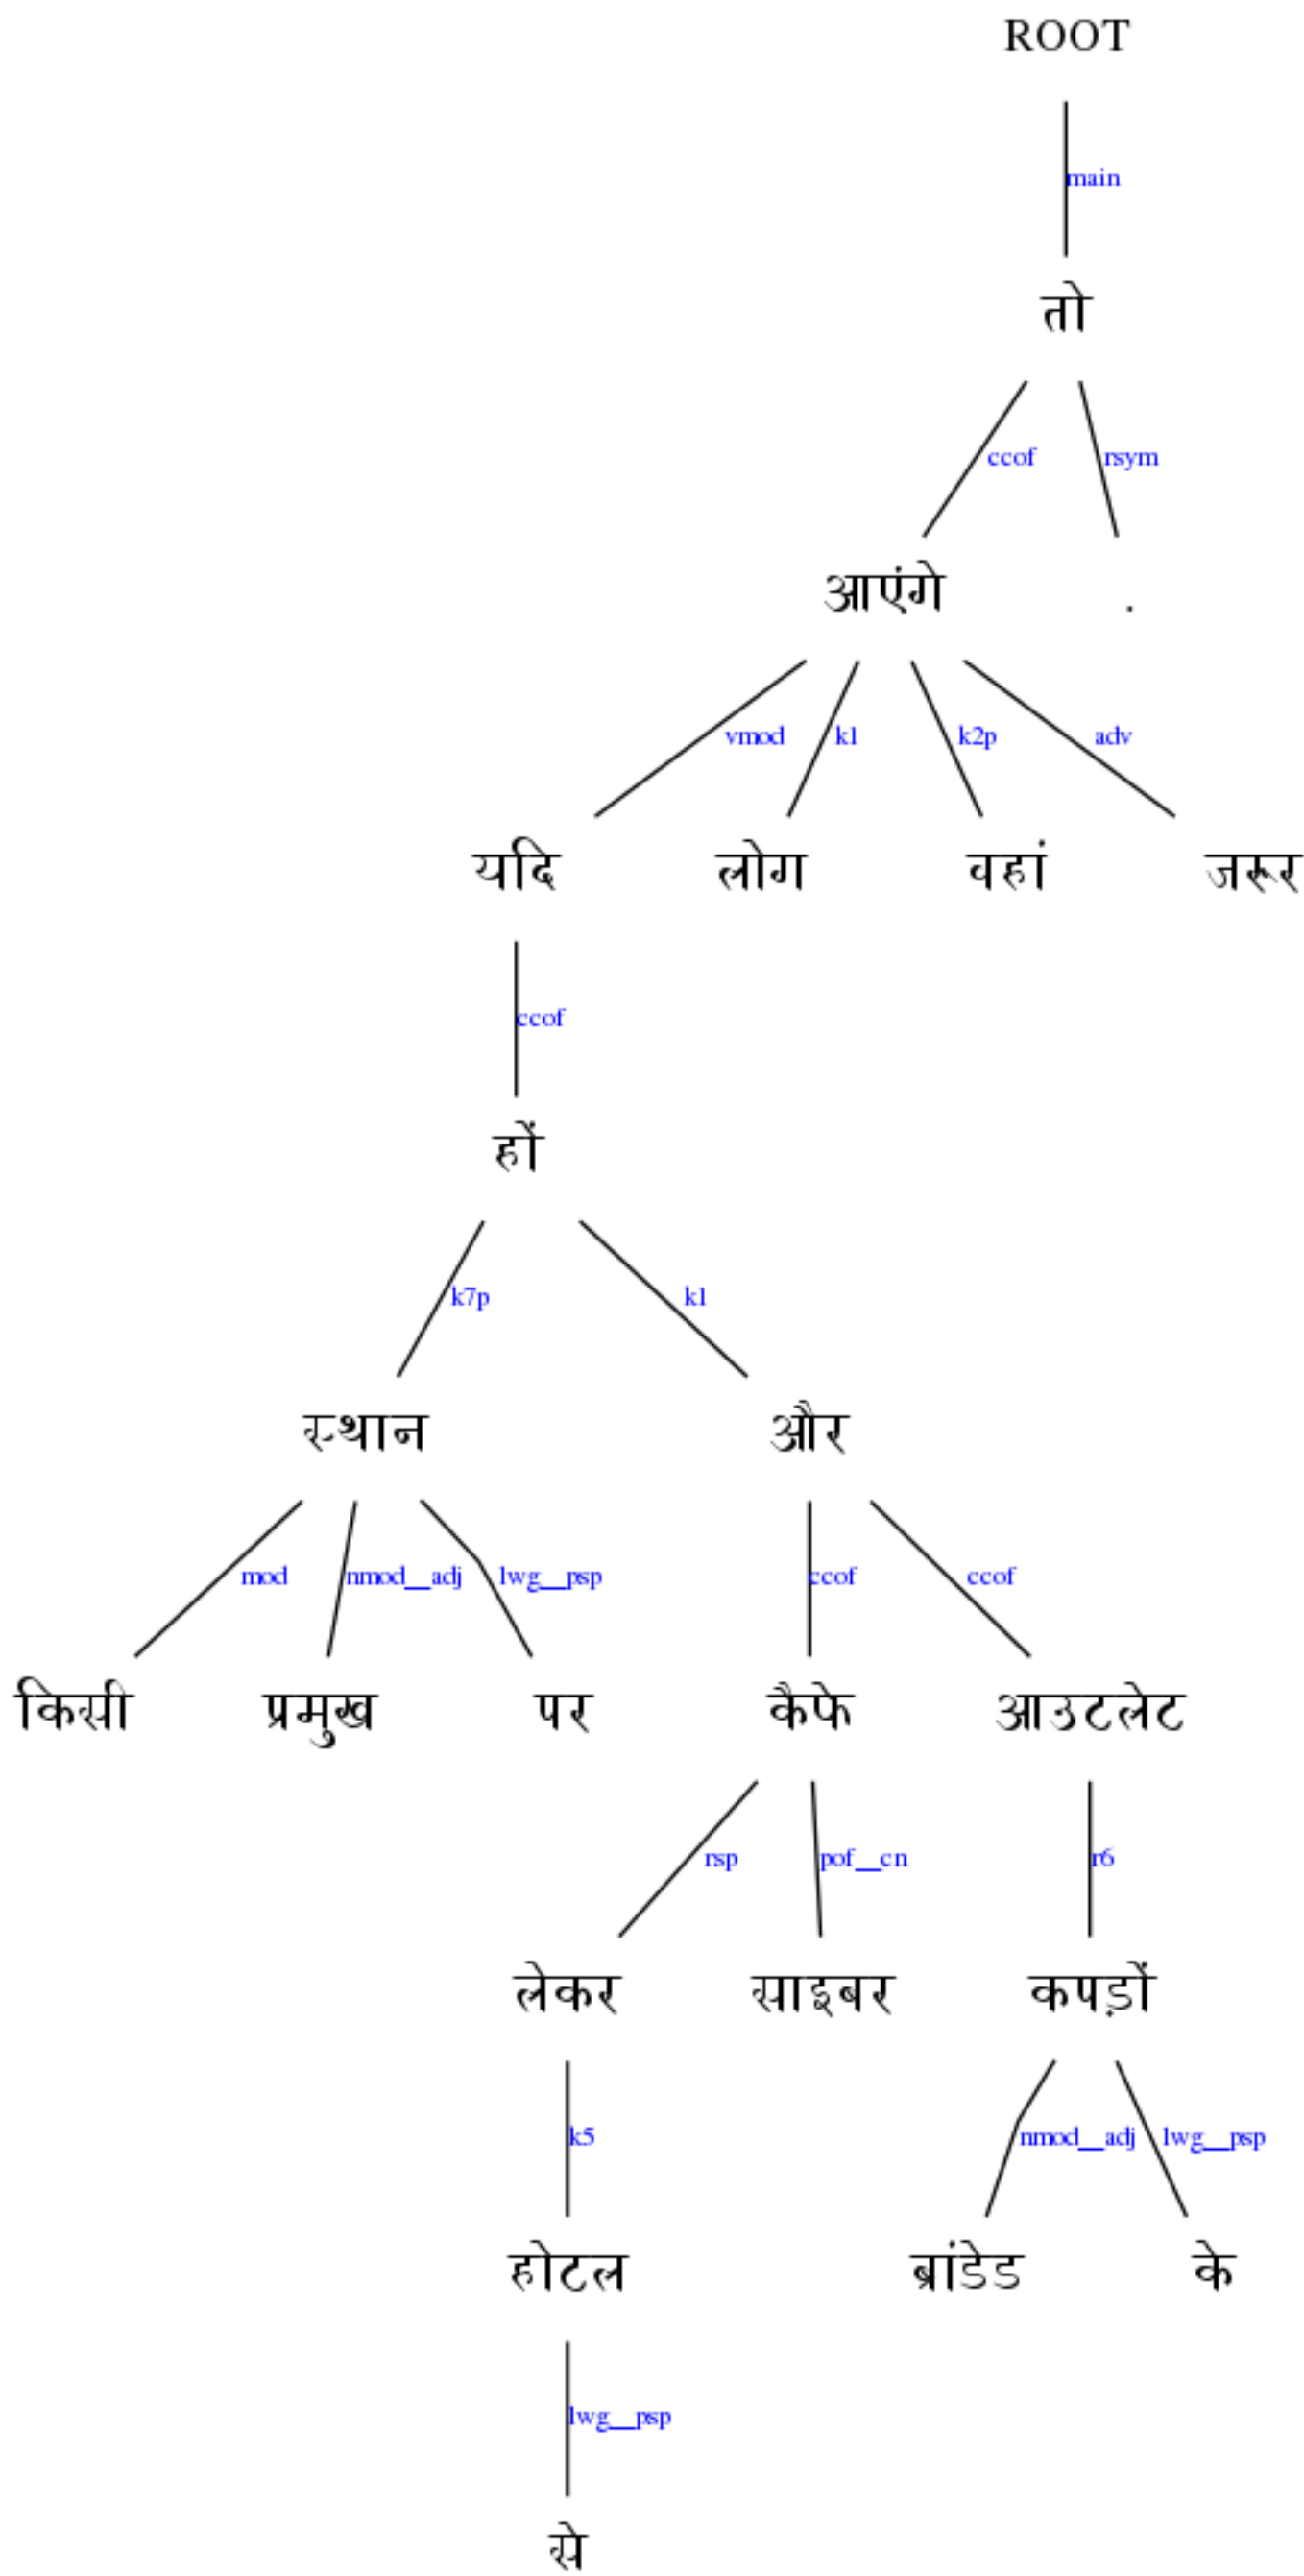 ROOT
main
तो
ccof rsym
आएंगे .
vmod k1 k2p adv
यदि लोग वहां जरूर
ccof
हों
k7p k1
स्थान और
mod nmod__adj lwg__psp ccof ccof
किसी प्रमुख पर कैफे आउटलेट
rsp pof__cn r6
लेकर साइबर कपड़ों
k5 nmod__adj lwg__psp
होटल ब्रांडेड के
lwg__psp
से